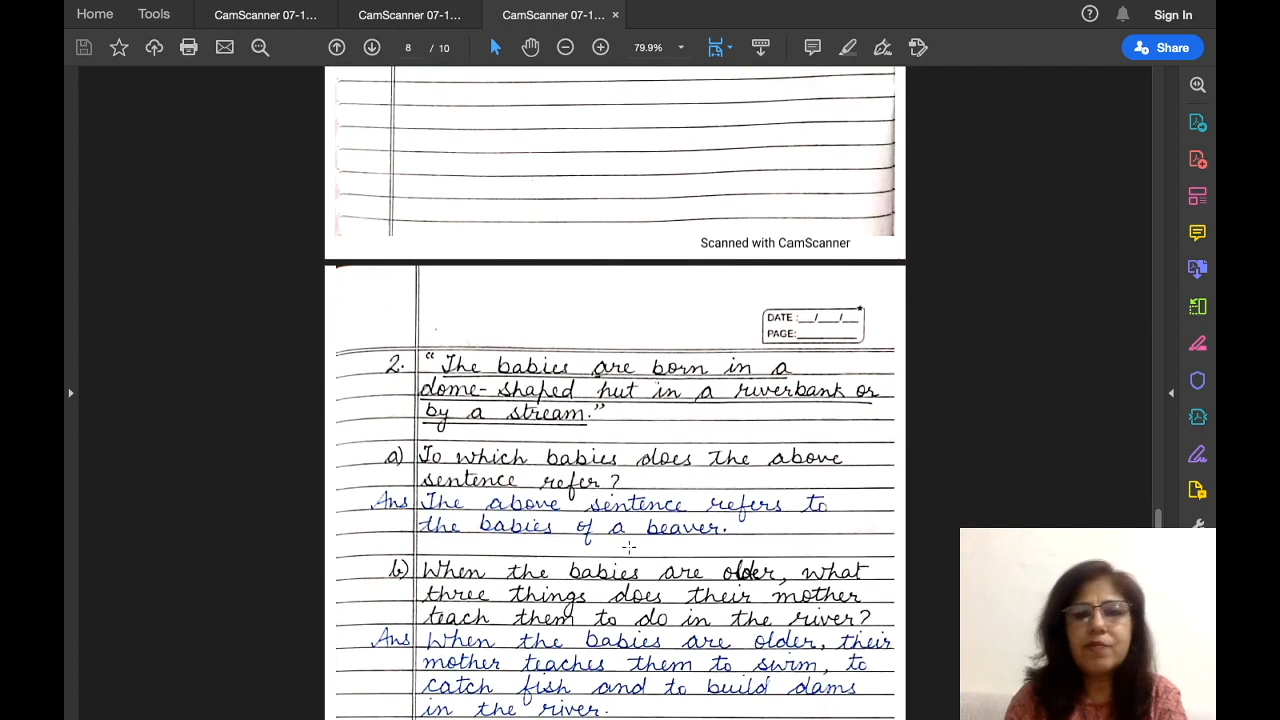 Home Tools CamScanner 07-1... CamScanner 07-1... CamScanner 07-1... × Sign In
8 / 10 79.9% Share
Scanned with CamScanner
DATE :__/__/__
PAGE:
2. "The babies are born in a
dome-shaped hut in a riverbank or
by a stream."
a) To which babies does the above
sentence refer?
Ans The above sentence refers to
the babies of a beaver.
b) When the babies are older, what
three things does their mother
teach them to do in the river?
Ans When the babies are older, their
mother teaches them to swim, to
catch fish and to build dams
in the river.